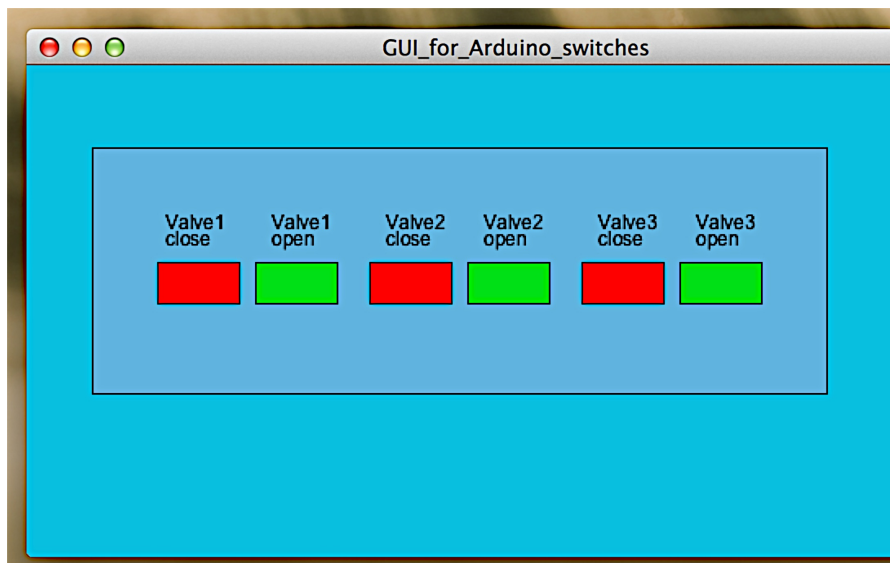 GUI_for_Arduino_switches
Valve1 Valve1 Valve2 Valve2 Valve3 Valve3
close open close open close open